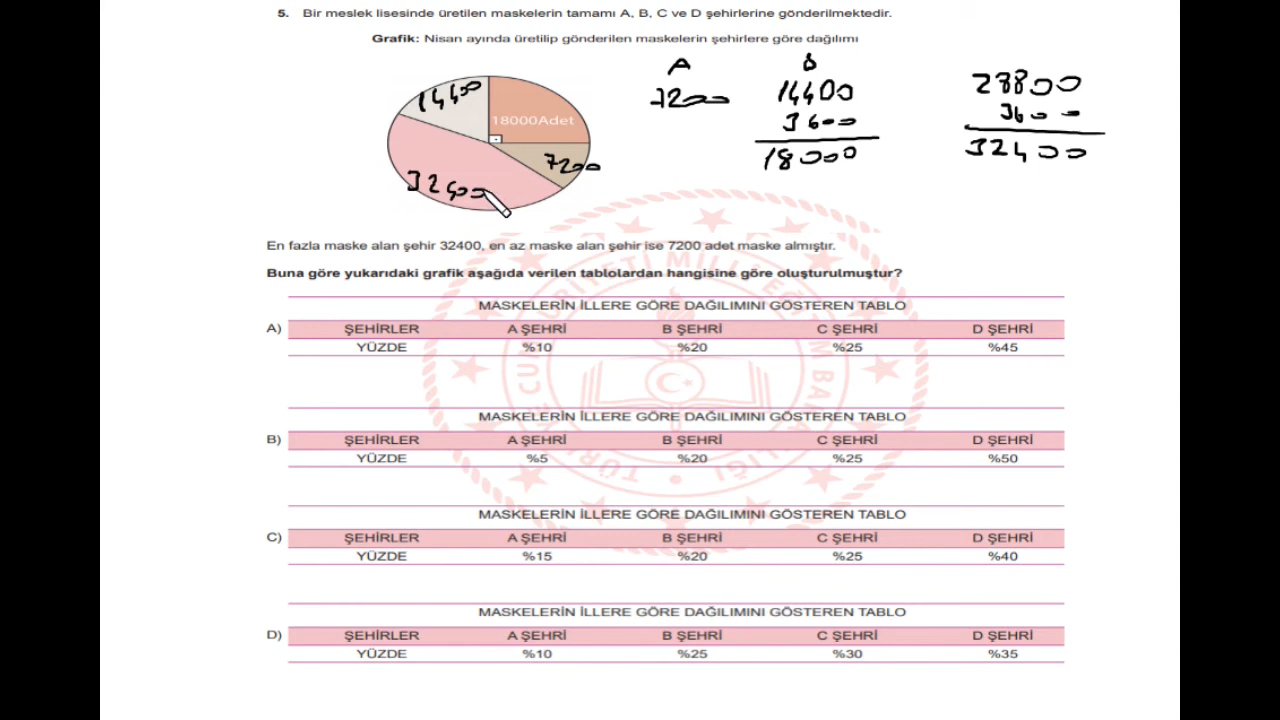 5. Bir meslek lisesinde üretilen maskelerin tamamı A, B, C ve D şehirlerine gönderilmektedir.
Grafik: Nisan ayında üretilip gönderilen maskelerin şehirlere göre dağılımı
14400
18000Adet
7200
32400
A
7200
B
14400
3600
18000
28800
3600
32400
En fazla maske alan şehir 32400, en az maske alan şehir ise 7200 adet maske almıştır.
Buna göre yukarıdaki grafik aşağıda verilen tablolardan hangisine göre oluşturulmuştur?
MASKELERİN İLLERE GÖRE DAĞILIMINI GÖSTEREN TABLO
A) ŞEHİRLER A ŞEHRİ B ŞEHRİ C ŞEHRİ D ŞEHRİ
YÜZDE %10 %20 %25 %45
MASKELERİN İLLERE GÖRE DAĞILIMINI GÖSTEREN TABLO
B) ŞEHİRLER A ŞEHRİ B ŞEHRİ C ŞEHRİ D ŞEHRİ
YÜZDE %5 %20 %25 %50
MASKELERİN İLLERE GÖRE DAĞILIMINI GÖSTEREN TABLO
C) ŞEHİRLER A ŞEHRİ B ŞEHRİ C ŞEHRİ D ŞEHRİ
YÜZDE %15 %20 %25 %40
MASKELERİN İLLERE GÖRE DAĞILIMINI GÖSTEREN TABLO
D) ŞEHİRLER A ŞEHRİ B ŞEHRİ C ŞEHRİ D ŞEHRİ
YÜZDE %10 %25 %30 %35